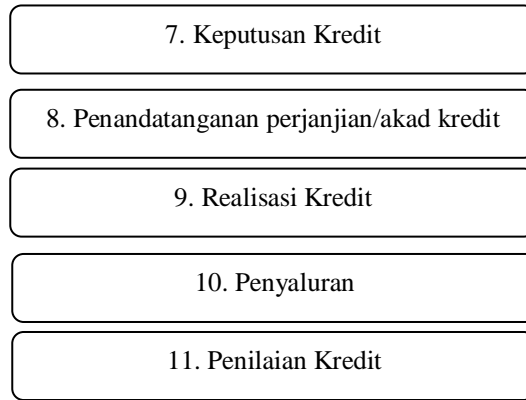 7. Keputusan Kredit
8. Penandatanganan perjanjian/akad kredit
9. Realisasi Kredit
10. Penyaluran
11. Penilaian Kredit